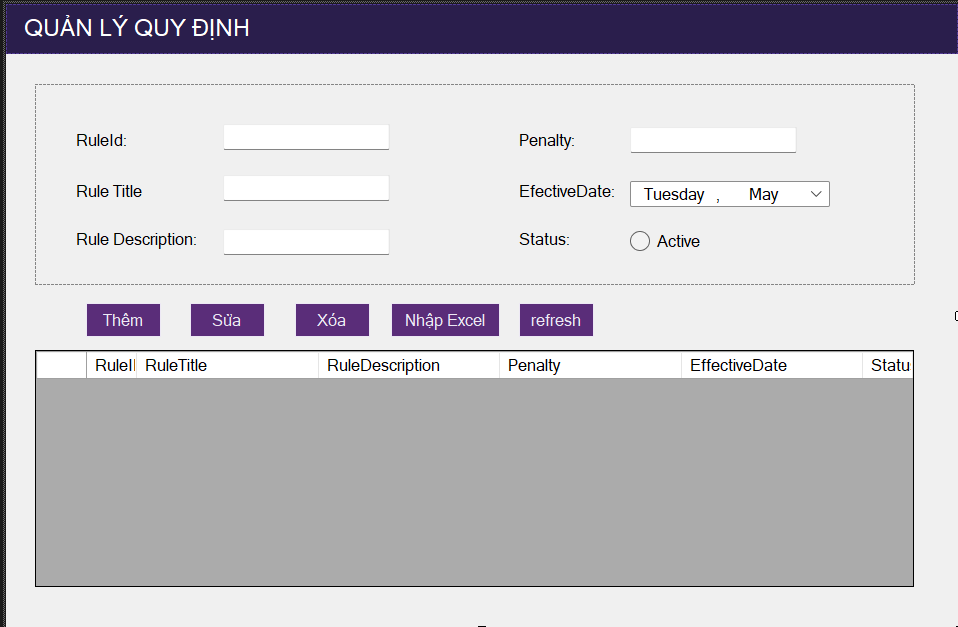 QUẢN LÝ QUY ĐỊNH
RuleId:
Penalty:
Rule Title
EfectiveDate: Tuesday , May
Rule Description:
Status: Active
Thêm Sửa Xóa Nhập Excel refresh
RuleI RuleTitle RuleDescription Penalty EffectiveDate Statu